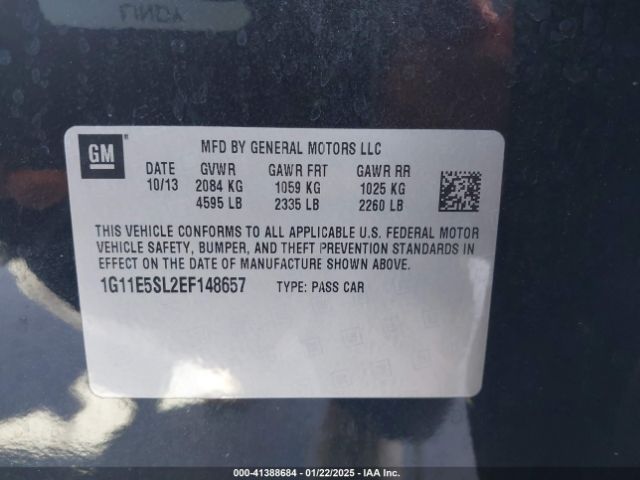 GM
MFD BY GENERAL MOTORS LLC
DATE GVWR GAWR FRT GAWR RR
10/13 2084 KG 1059 KG 1025 KG
4595 LB 2335 LB 2260 LB
THIS VEHICLE CONFORMS TO ALL APPLICABLE U.S. FEDERAL MOTOR
VEHICLE SAFETY, BUMPER, AND THEFT PREVENTION STANDARDS IN
EFFECT ON THE DATE OF MANUFACTURE SHOWN ABOVE.
1G11E5SL2EF148657 TYPE: PASS CAR
000-41388684 - 01/22/2025 - IAA Inc.